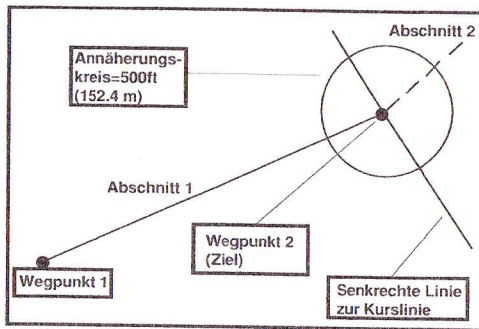 Abschnitt 2
Annäherungs-
kreis=500ft
(152.4 m)
Abschnitt 1
Wegpunkt 2
(Ziel)
Wegpunkt 1
Senkrechte Linie
zur Kurslinie